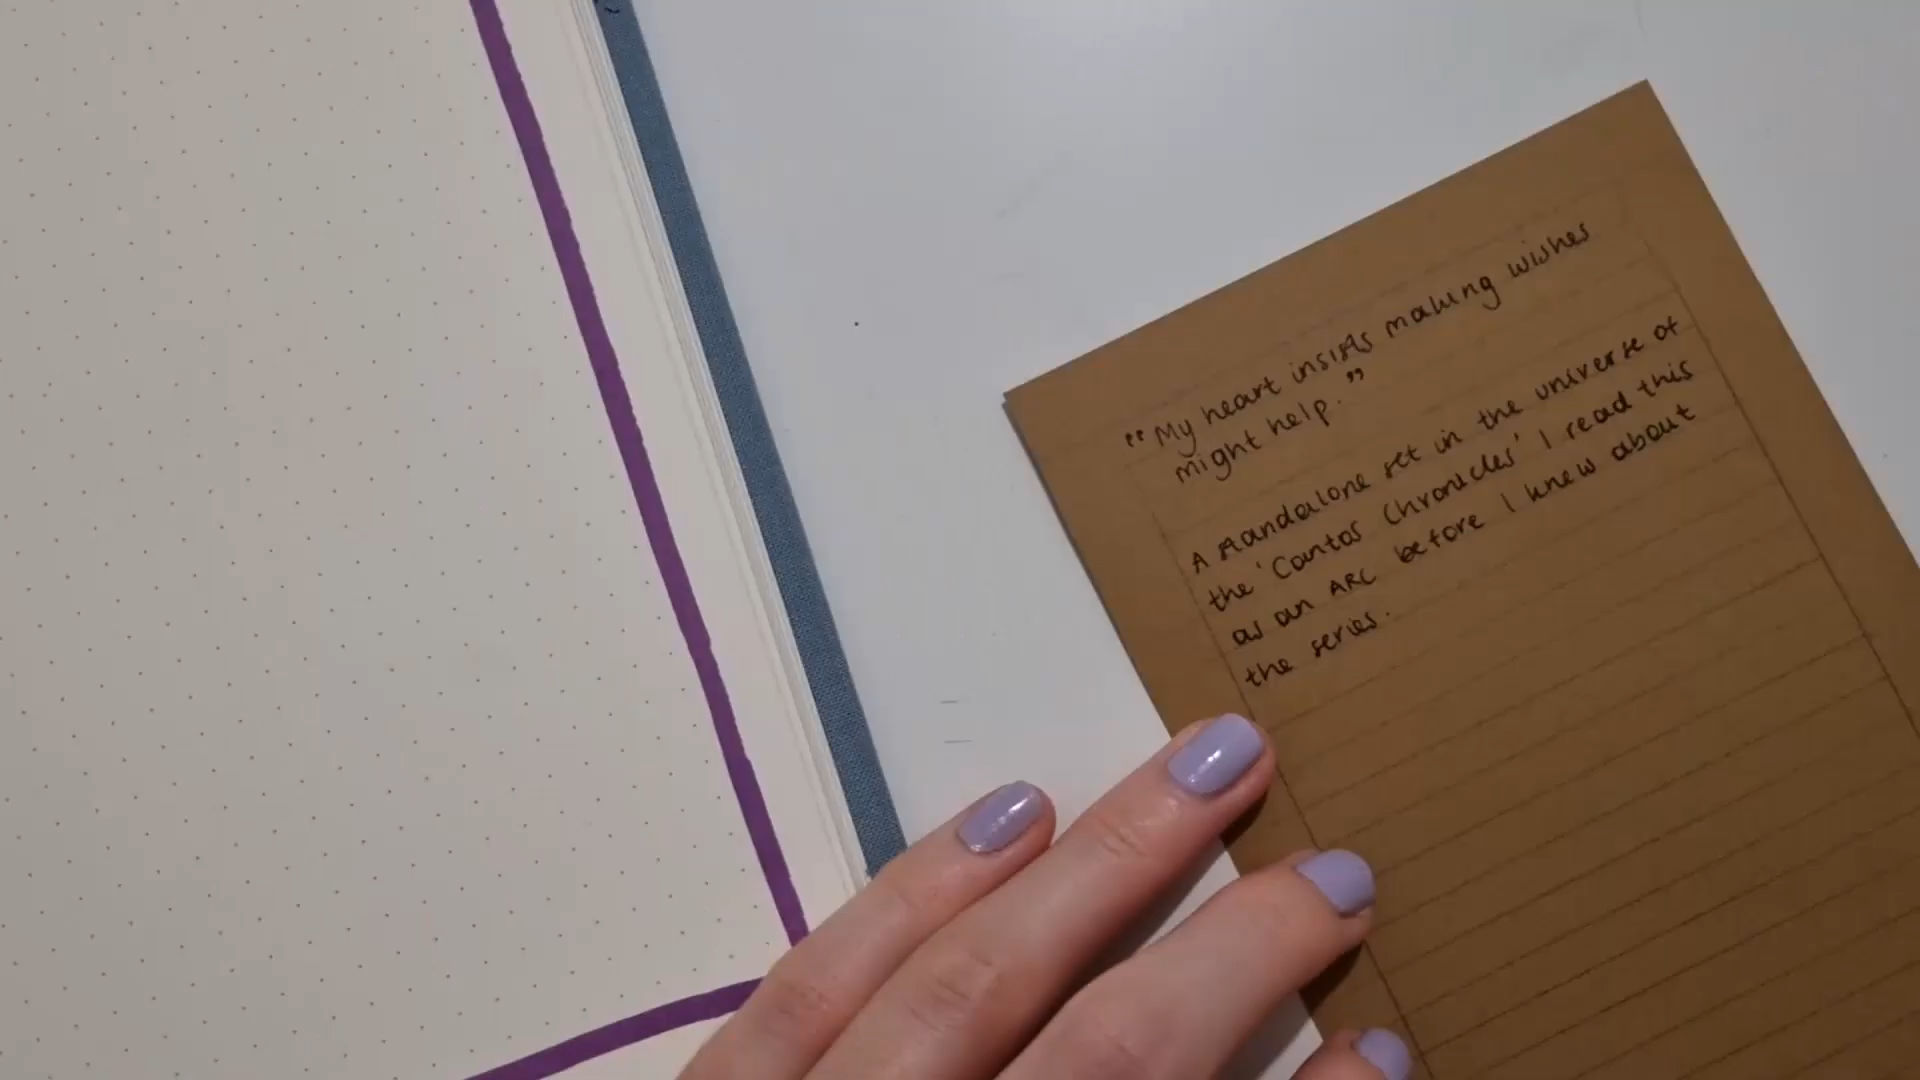 "My heart insists making wishes
might help."
A standalone set in the universe of
the 'Cantos Chronicles' I read this
as an ARC before I knew about
the series.